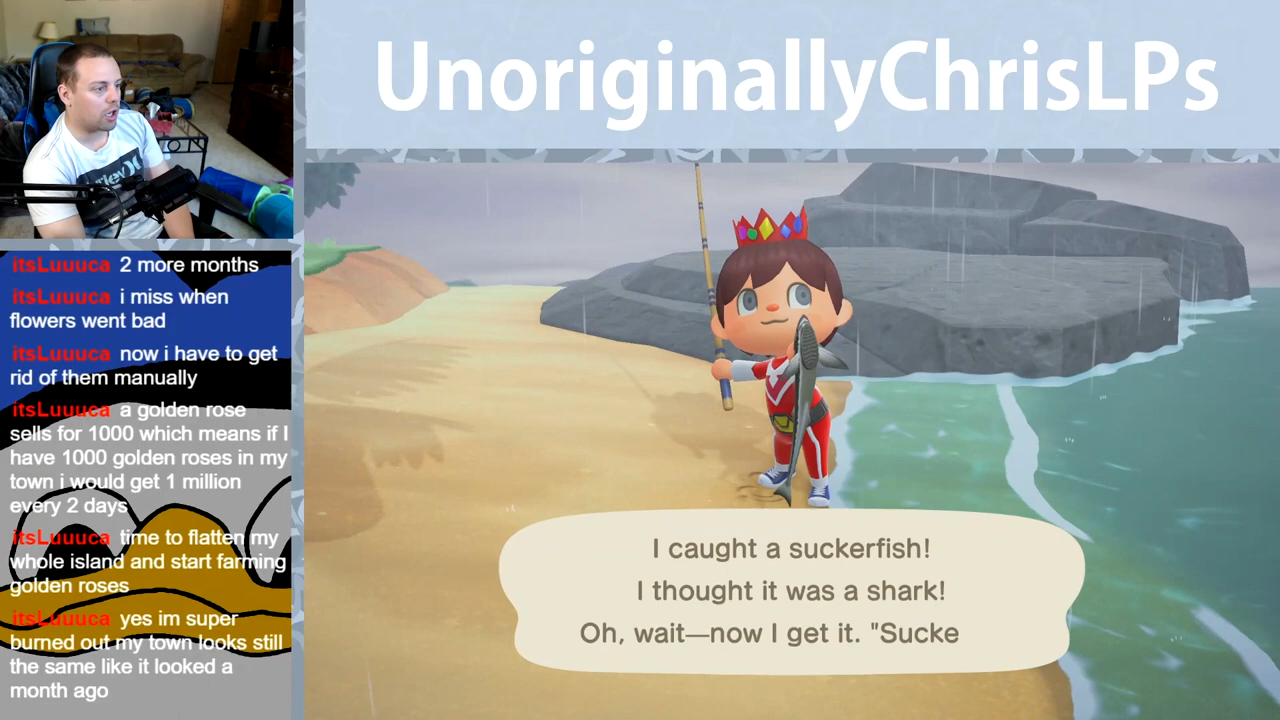 UnoriginallyChrisLPs
itsLuuuca 2 more months
itsLuuuca i miss when
flowers went bad
itsLuuuca now i have to get
rid of them manually
itsLuuuca a golden rose
sells for 1000 which means if I
have 1000 golden roses in my
town i would get 1 million
every 2 days
itsLuuuca time to flatten my
whole island and start farming
golden roses
itsLuuuca yes im super
burned out my town looks still
the same like it looked a
month ago
I caught a suckerfish!
I thought it was a shark!
Oh, wait—now I get it. "Sucke